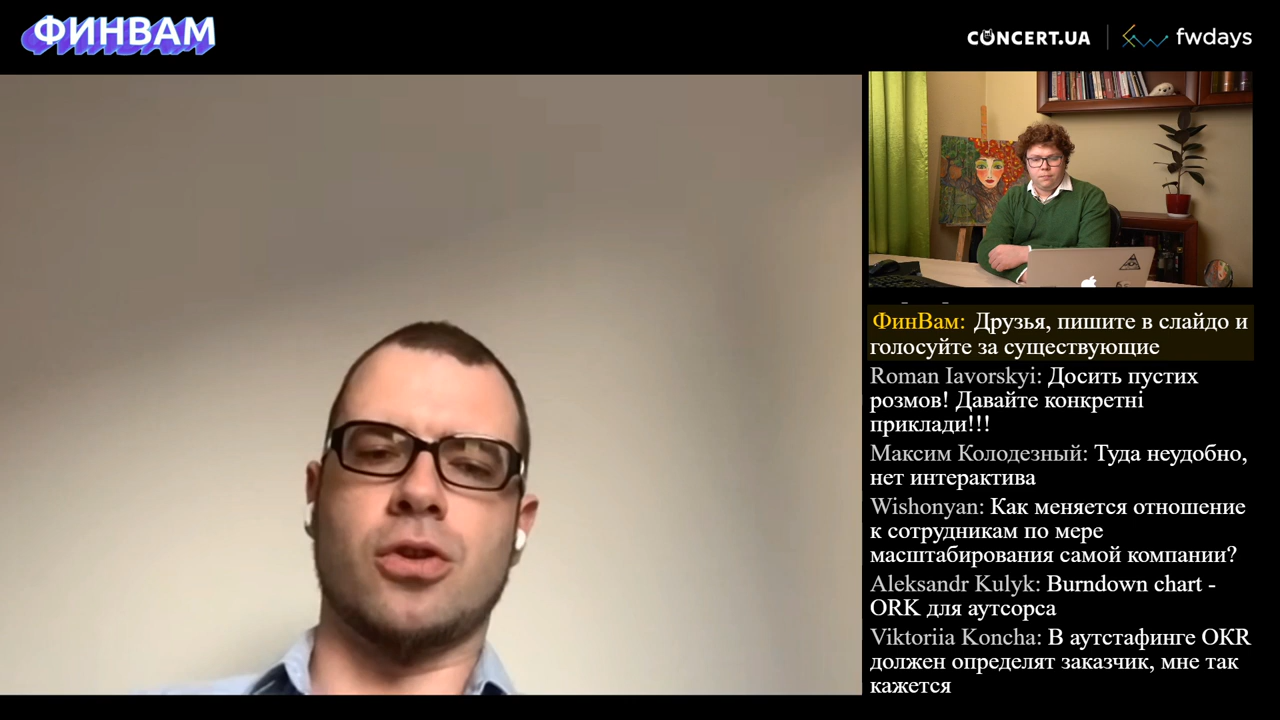 ФИНВАМ
CONCERT.UA
fwdays
ФинВам: Друзья, пишите в слайдо и
голосуйте за существующие
Roman Iavorskyi: Досить пустих
розмов! Давайте конкретні
приклади!!!
Максим Колодезный: Туда неудобно,
нет интерактива
Wishonyan: Как меняется отношение
к сотрудникам по мере
масштабирования самой компании?
Aleksandr Kulyk: Burndown chart -
ORK для аутсорса
Viktoriia Koncha: В аутстафинге OKR
должен определят заказчик, мне так
кажется